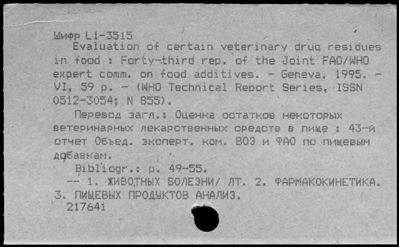 Шифр L1-3515
Evaluation of certain veterinary drug residues
in food : Forty-third rep. of the Joint FAO/WHO
expert comm. on food additives. - Geneva, 1995. -
VI, 59 p. - (WHO Technical Report Series, ISSN
0512-3054; N 855).
Перевод загл.: Оценка остатков некоторых
ветеринарных лекарственных средств в пище : 43-й
отчет Объед. эксперт. ком. ВОЗ и ФАО по пищевым
добавкам.
Bibliogr.: p. 49-55.
-- 1. ЖИВОТНЫХ БОЛЕЗНИ/ ЛТ. 2. ФАРМАКОКИНЕТИКА.
3. ПИЩЕВЫХ ПРОДУКТОВ АНАЛИЗ.
217641